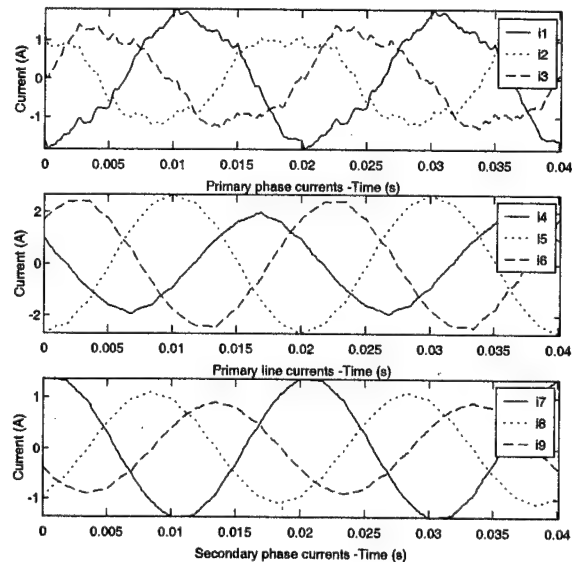 Current (A)
1
0
-1
i1
i2
i3
0 0.005 0.01 0.015 0.02 0.025 0.03 0.035 0.04
Primary phase currents -Time (s)
Current (A)
2
0
-2
i4
i5
i6
0 0.005 0.01 0.015 0.02 0.025 0.03 0.035 0.04
Primary line currents -Time (s)
Current (A)
1
0
-1
i7
i8
i9
0 0.005 0.01 0.015 0.02 0.025 0.03 0.035 0.04
Secondary phase currents -Time (s)